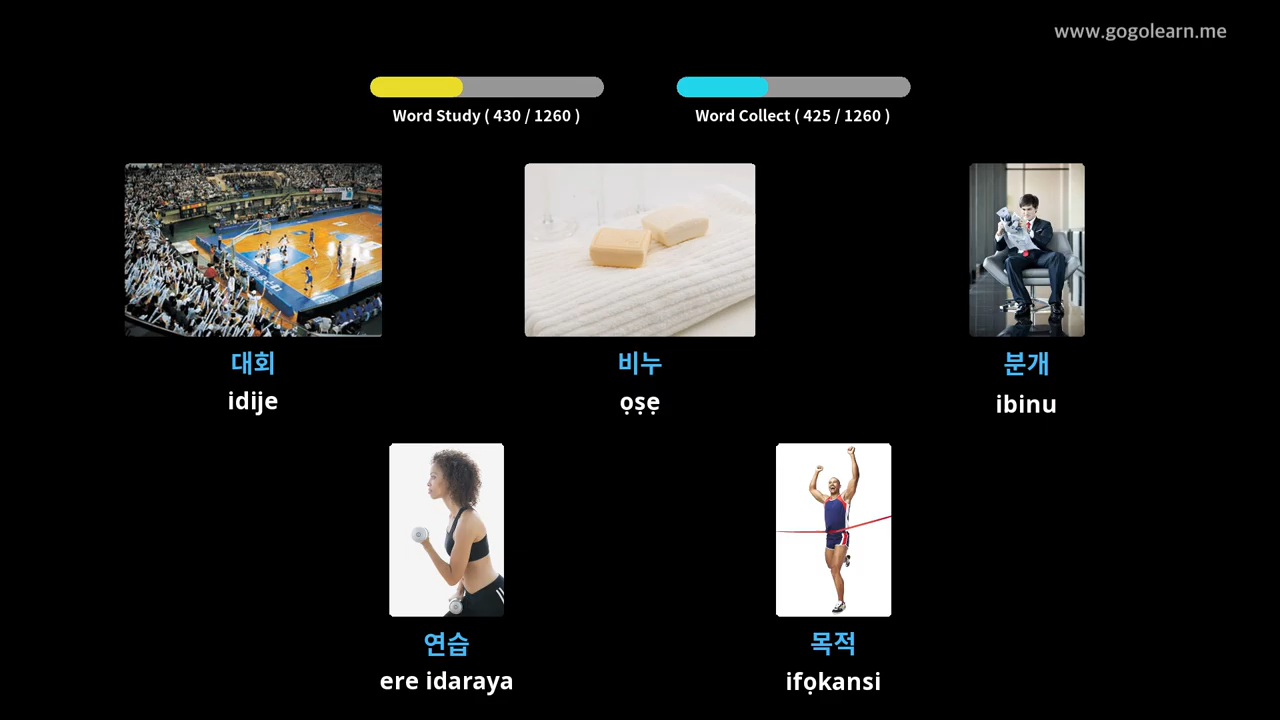 www.gogolearn.me
Word Study ( 430 / 1260 )
Word Collect ( 425 / 1260 )
대회
idije
비누
ọṣẹ
분개
ibinu
연습
ere idaraya
목적
ifọkansi